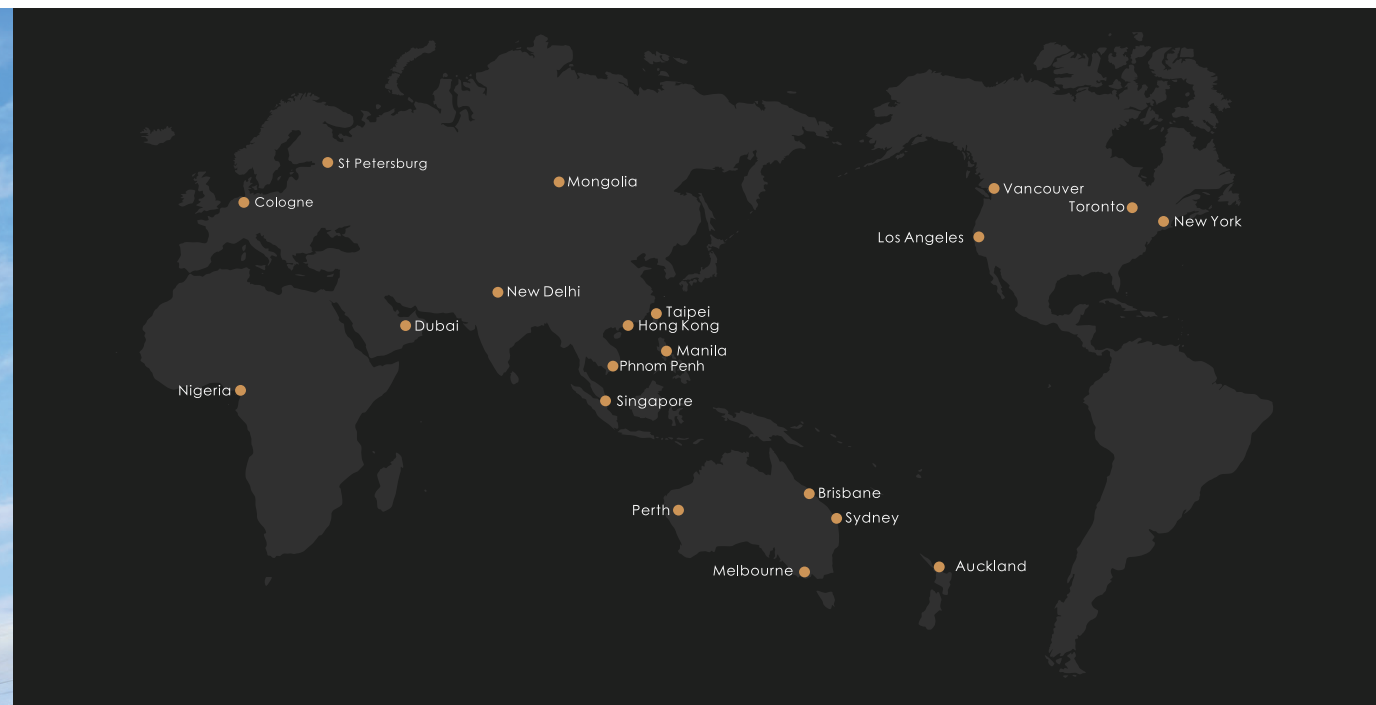 St Petersburg
Mongolia
Vancouver
Cologne
Toronto
New York
Los Angeles
New Delhi
Taipei
Dubai
Hong Kong
Manila
Phnom Penh
Nigeria
Singapore
Brisbane
Perth
Sydney
Auckland
Melbourne